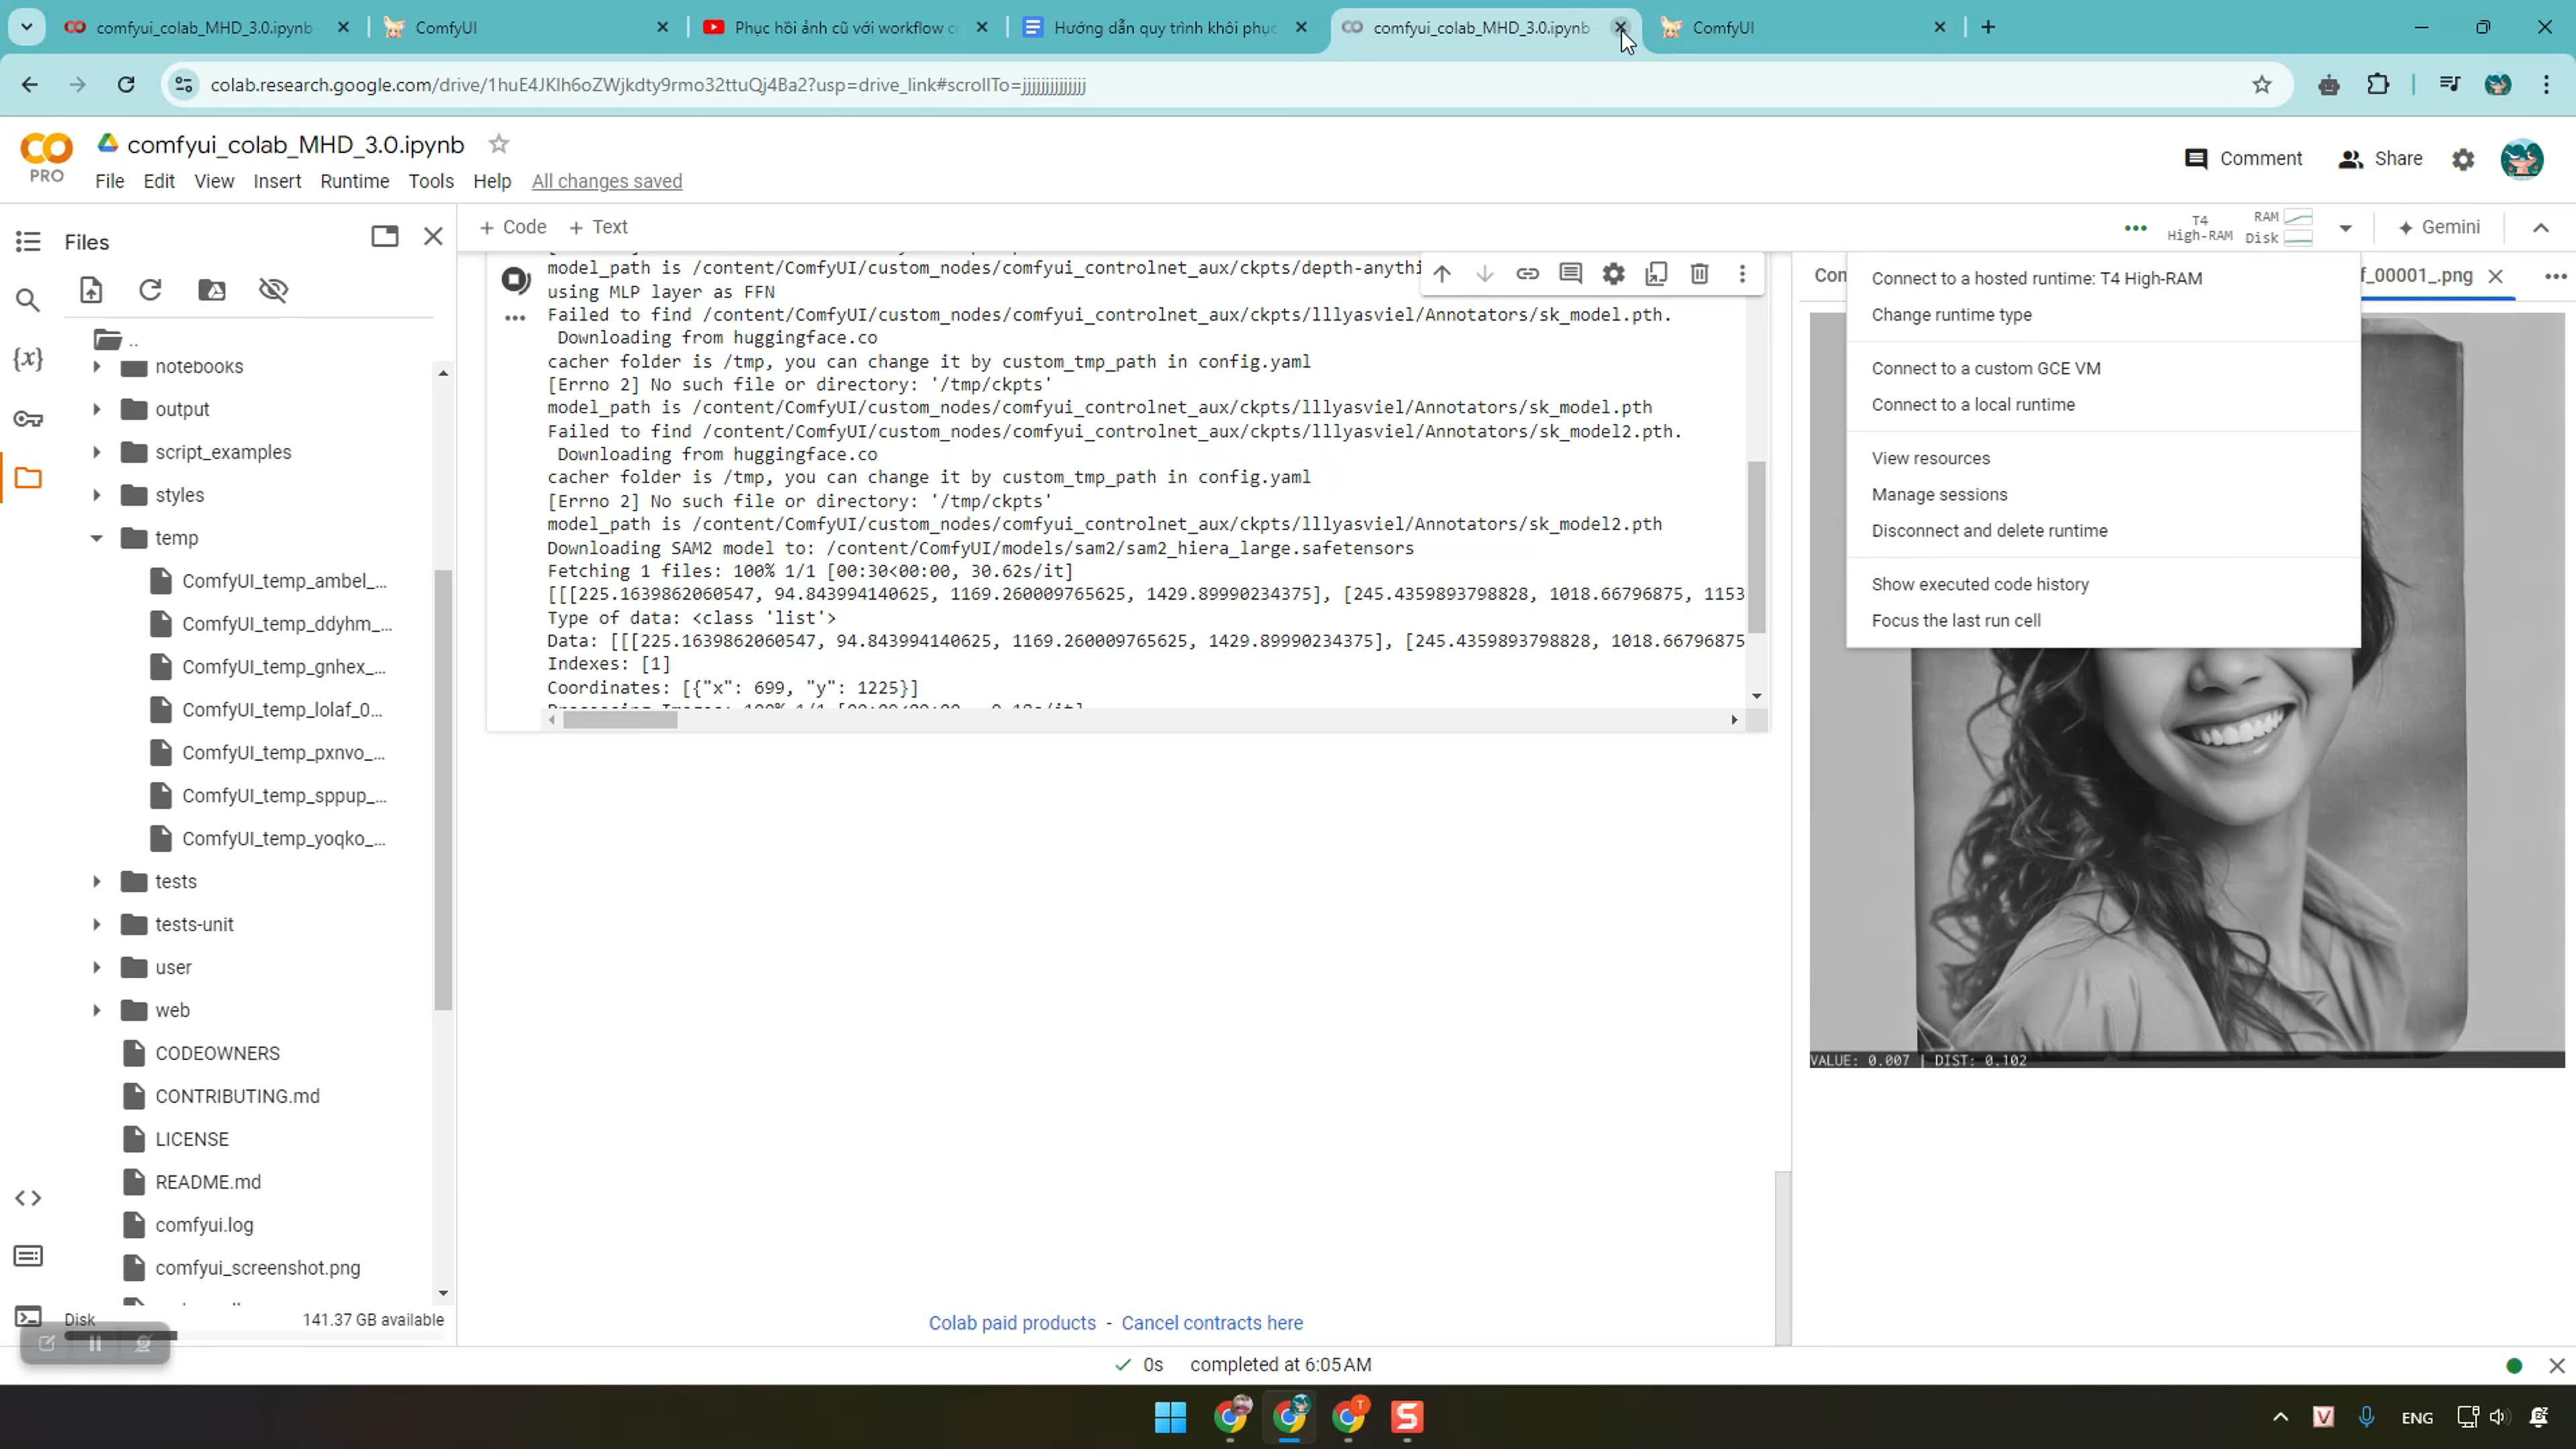 comfyui_colab_MHD_3.0.ipynb
ComfyUI
Phục hồi ảnh cũ với workflow c
Hướng dẫn quy trình khôi phục
comfyui_colab_MHD_3.0.ipynb
ComfyUI
colab.research.google.com/drive/1huE4JKlh6oZWjkdty9rmo32ttuQj4Ba2?usp=drive_link#scrollTo=jjjjjjjjjjjjjj
CO
PRO
comfyui_colab_MHD_3.0.ipynb
Comment
Share
File Edit View Insert Runtime Tools Help All changes saved
Files
+ Code + Text
T4
High-RAM
RAM
Disk
Gemini
..
notebooks
output
script_examples
styles
temp
ComfyUI_temp_ambel_...
ComfyUI_temp_ddyhm_...
ComfyUI_temp_gnhex_...
ComfyUI_temp_lolaf_0...
ComfyUI_temp_pxnvo_...
ComfyUI_temp_sppup_...
ComfyUI_temp_yoqko_...
tests
tests-unit
user
web
CODEOWNERS
CONTRIBUTING.md
LICENSE
README.md
comfyui.log
comfyui_screenshot.png
Disk
141.37 GB available
model_path is /content/ComfyUI/custom_nodes/comfyui_controlnet_aux/ckpts/depth-anythi
using MLP layer as FFN
Failed to find /content/ComfyUI/custom_nodes/comfyui_controlnet_aux/ckpts/lllyasviel/Annotators/sk_model.pth.
Downloading from huggingface.co
cacher folder is /tmp, you can change it by custom_tmp_path in config.yaml
[Errno 2] No such file or directory: '/tmp/ckpts'
model_path is /content/ComfyUI/custom_nodes/comfyui_controlnet_aux/ckpts/lllyasviel/Annotators/sk_model.pth
Failed to find /content/ComfyUI/custom_nodes/comfyui_controlnet_aux/ckpts/lllyasviel/Annotators/sk_model2.pth.
Downloading from huggingface.co
cacher folder is /tmp, you can change it by custom_tmp_path in config.yaml
[Errno 2] No such file or directory: '/tmp/ckpts'
model_path is /content/ComfyUI/custom_nodes/comfyui_controlnet_aux/ckpts/lllyasviel/Annotators/sk_model2.pth
Downloading SAM2 model to: /content/ComfyUI/models/sam2/sam2_hiera_large.safetensors
Fetching 1 files: 100% 1/1 [00:30<00:00, 30.62s/it]
[[[225.1639862060547, 94.843994140625, 1169.260009765625, 1429.89990234375], [245.4359893798828, 1018.66796875, 1153
Type of data: <class 'list'>
Data: [[[225.1639862060547, 94.843994140625, 1169.260009765625, 1429.89990234375], [245.4359893798828, 1018.66796875
Indexes: [1]
Coordinates: [{"x": 699, "y": 1225}]
Con
f_00001_.png
Connect to a hosted runtime: T4 High-RAM
Change runtime type
Connect to a custom GCE VM
Connect to a local runtime
View resources
Manage sessions
Disconnect and delete runtime
Show executed code history
Focus the last run cell
VALUE: 0.007 | DIST: 0.102
Colab paid products - Cancel contracts here
0s completed at 6:05 AM
ENG